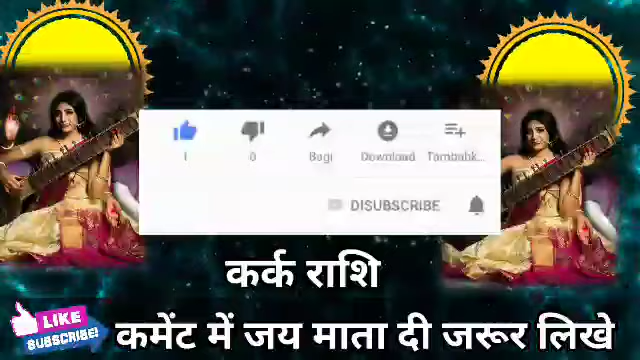 1 0 Bagi Download Tambahk...
DISUBSCRIBE
कर्क राशि
LIKE
SUBSCRIBE!
कमेंट में जय माता दी जरूर लिखे